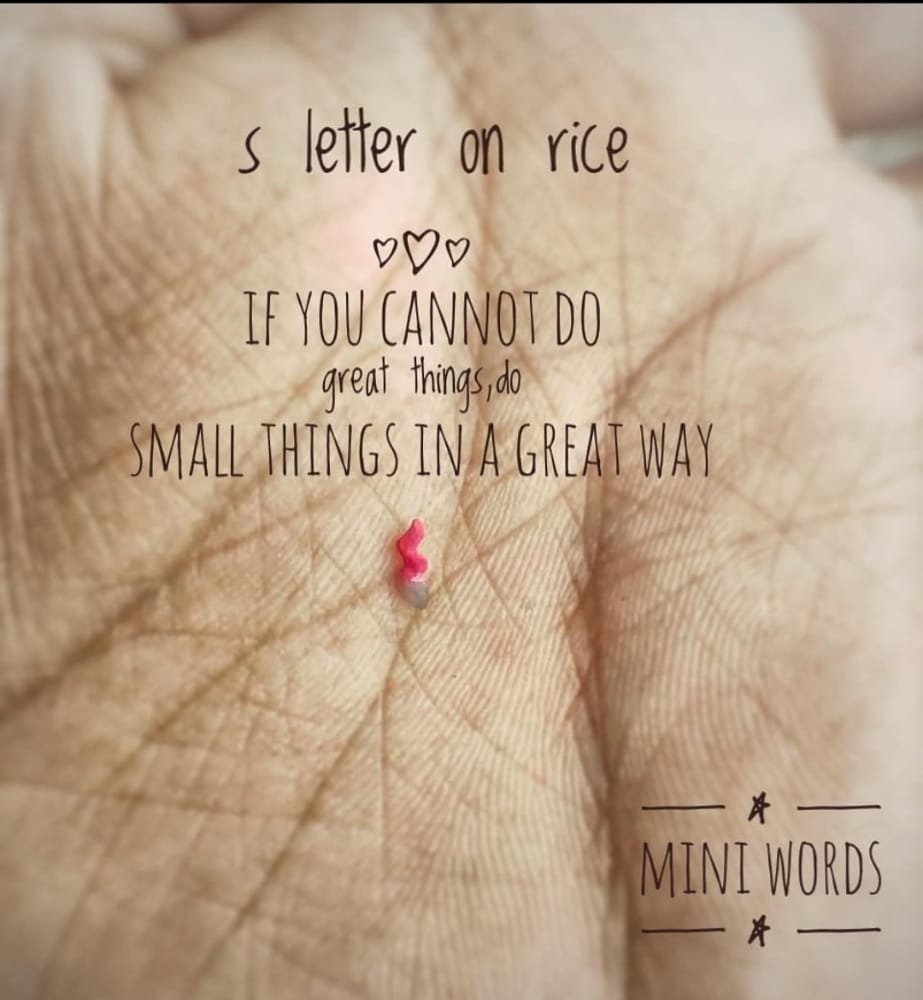 s letter on rice
IF YOU CANNOT DO
great things,do
SMALL THINGS IN A GREAT WAY
MINI WORDS